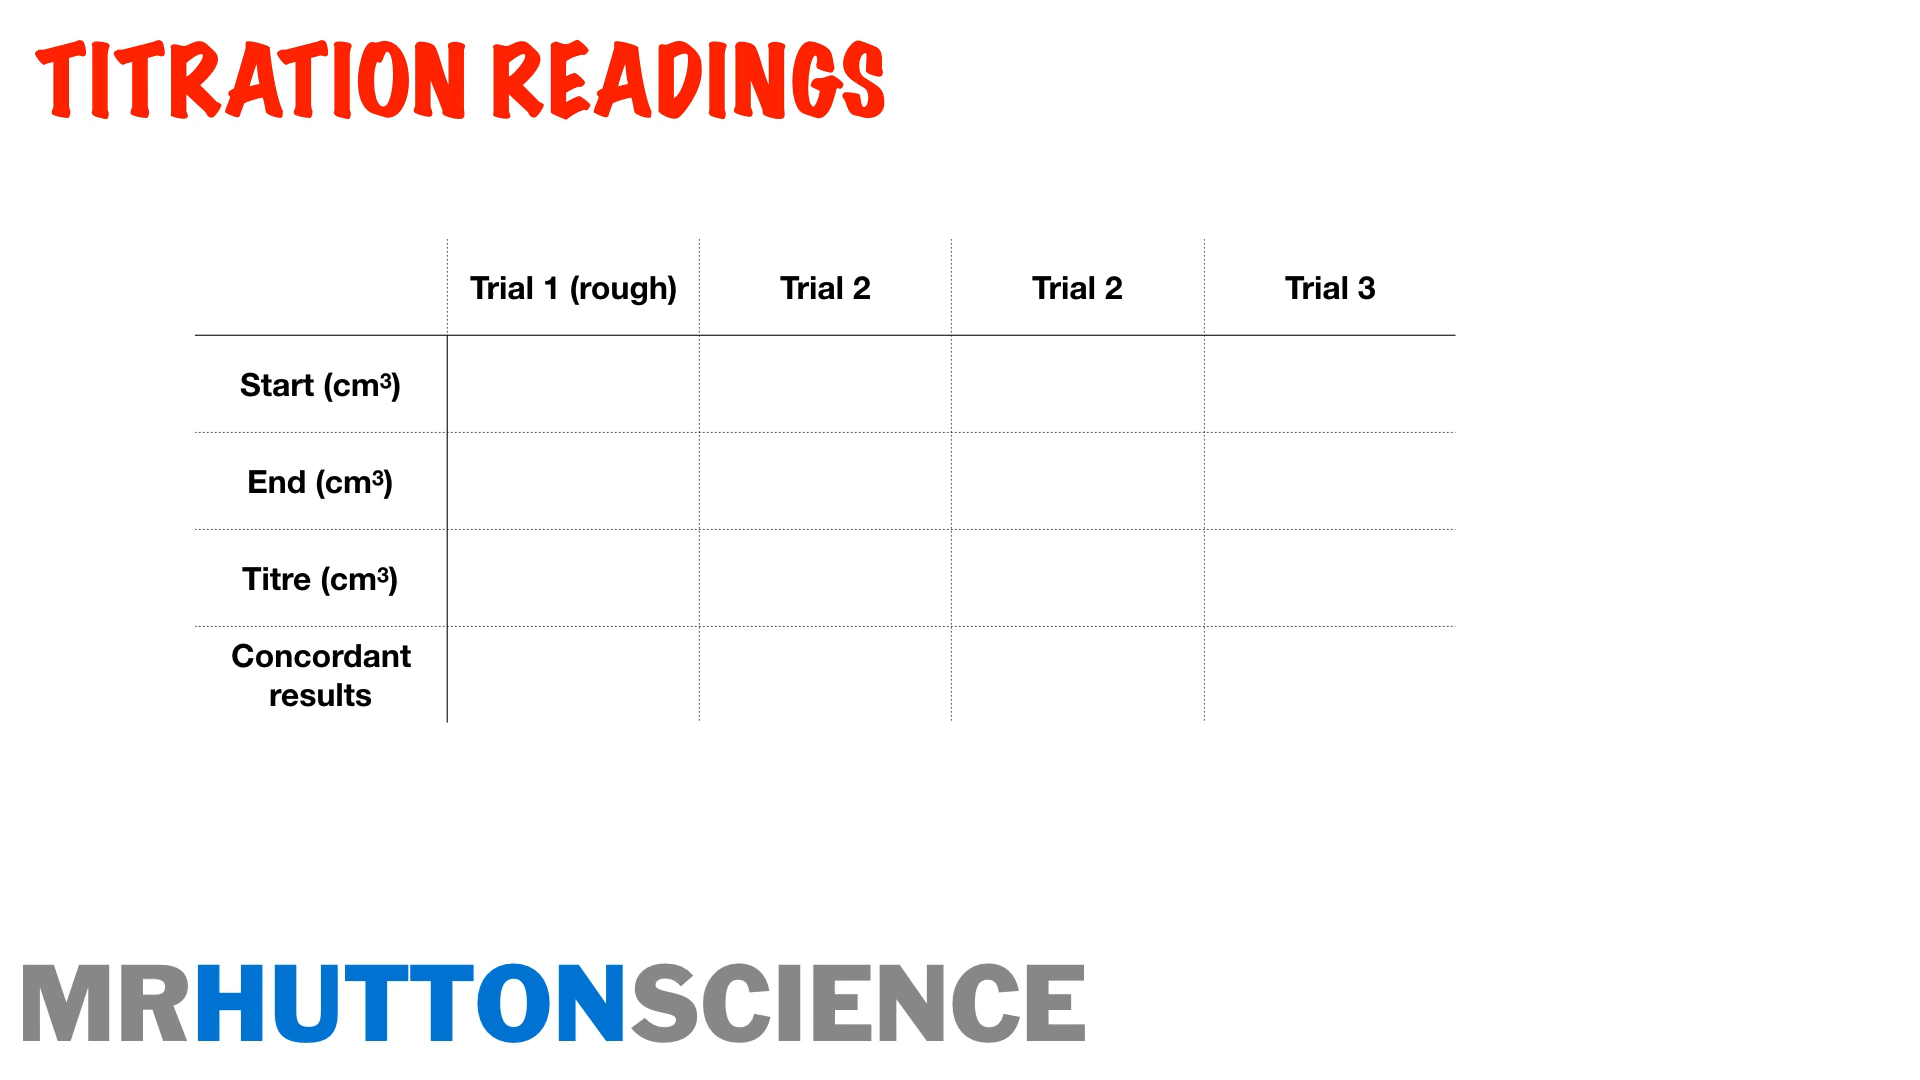 TITRATION READINGS
Trial 1 (rough) Trial 2 Trial 2 Trial 3
Start (cm³)
End (cm³)
Titre (cm³)
Concordant
results
MRHUTTONSCIENCE